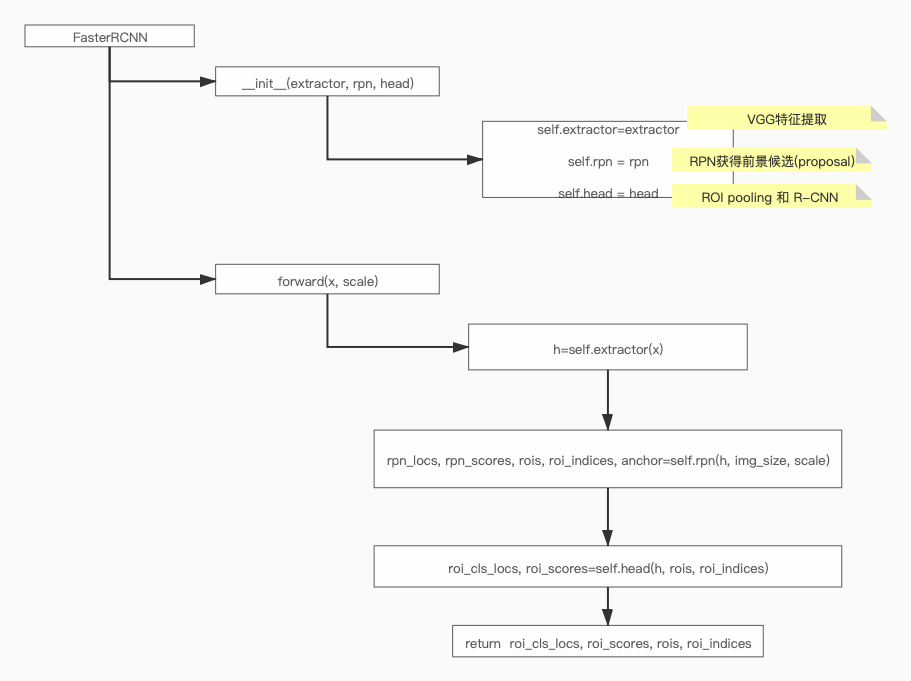 FasterRCNN
__init__(extractor, rpn, head)
self.extractor=extractor
VGG特征提取
self.rpn = rpn
RPN获得前景候选(proposal)
self.head = head
ROI pooling 和 R-CNN
forward(x, scale)
h=self.extractor(x)
rpn_locs, rpn_scores, rois, roi_indices, anchor=self.rpn(h, img_size, scale)
roi_cls_locs, roi_scores=self.head(h, rois, roi_indices)
return roi_cls_locs, roi_scores, rois, roi_indices